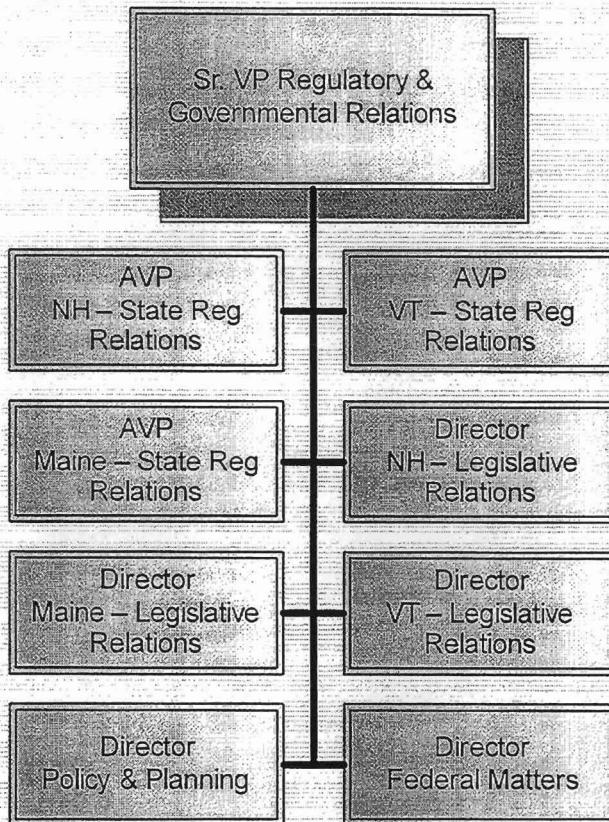 Sr. VP Regulatory &
Governmental Relations
AVP
NH – State Reg
Relations
AVP
VT – State Reg
Relations
AVP
Maine – State Reg
Relations
Director
NH – Legislative
Relations
Director
Maine – Legislative
Relations
Director
VT – Legislative
Relations
Director
Policy & Planning
Director
Federal Matters